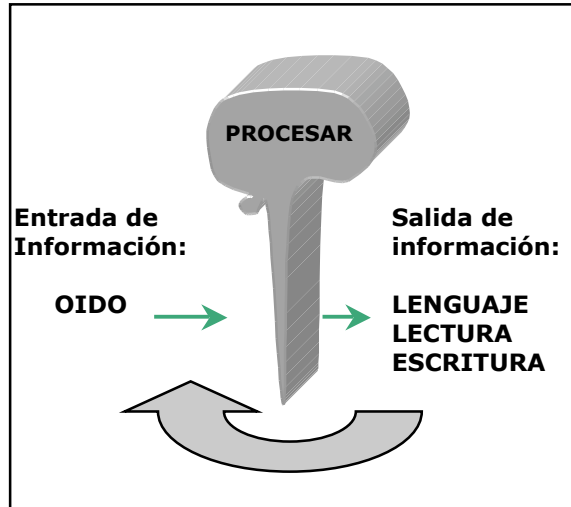 PROCESAR
Entrada de
Información:
OIDO
Salida de
información:
LENGUAJE
LECTURA
ESCRITURA